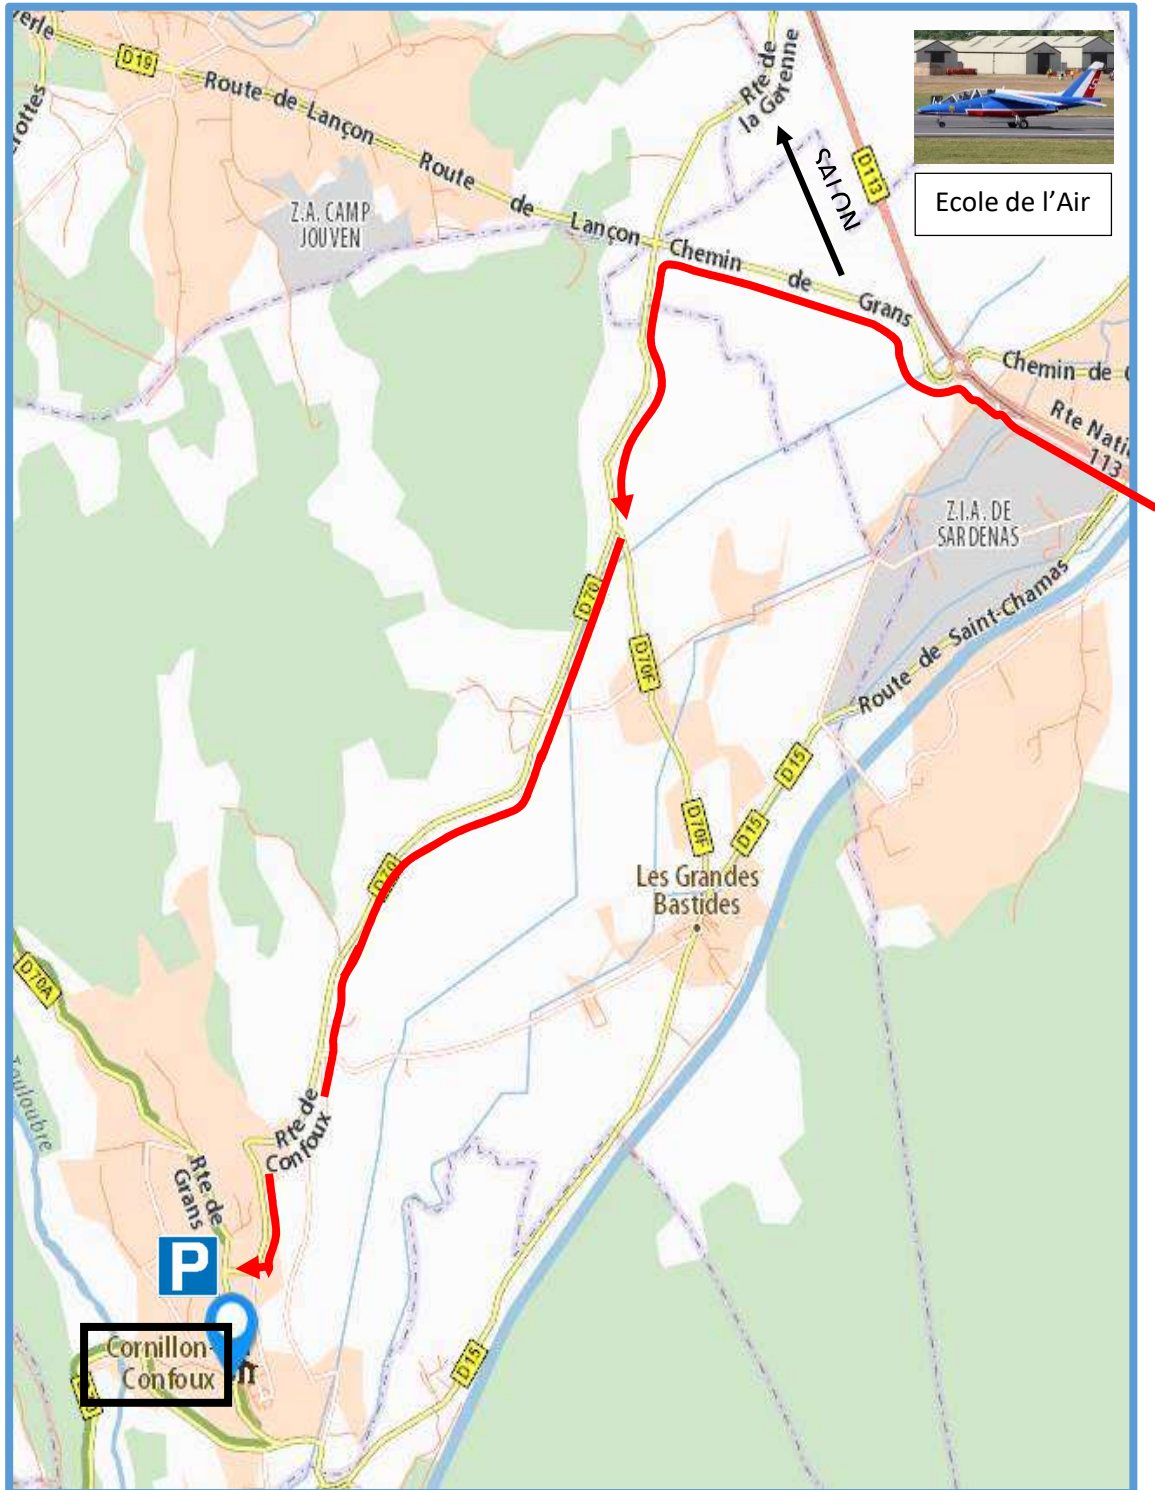 verle
D19
Route de Lançon
Route
de
Lançon
Rte de
la Garenne
D113
SALON
Ecole de l'Air
Z.A. CAMP
JOUVEN
Chemin
de
Grans
Chemin de
Rte Nati
113
Z.I.A. DE
SARDENAS
D70
D70F
Route de Saint-Chamas
D15
D70F
D15
D70
Les Grandes
Bastides
D70A
Touloubre
Rte de
Confoux
Rte de
Grans
P
Cornillon-
Confoux
D15